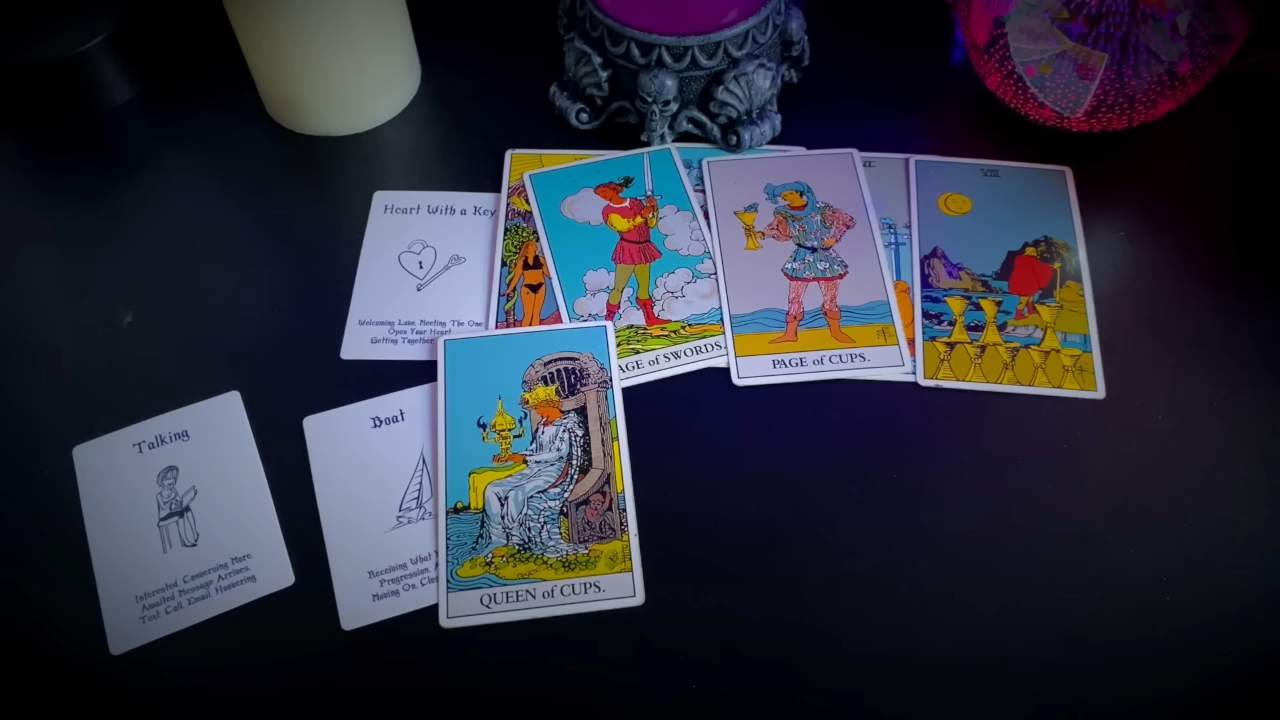 Heart With a Key
Welcoming Love, Meeting The One
Open Your Heart
Getting Together,
AGE of SWORDS.
PAGE of CUPS.
VIII
Talking
Interested, Conversing More,
Awaited Message Arrives,
Text, Call, Email, Hoovering
Boat
Receiving What
Progression,
Moving On,
QUEEN of CUPS.